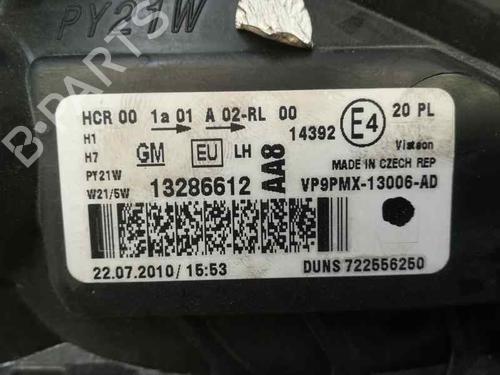 PY21W
HCR 00 1a 01 A 02-RL 00
14392 E4 20 PL
H1
H7
PY21W
W21/5W
GM EU LH
AA8
Visteon
MADE IN CZECH REP
13286612
VP9PMX-13006-AD
22.07.2010/ 15:53
DUNS 722556250
B-PARTS